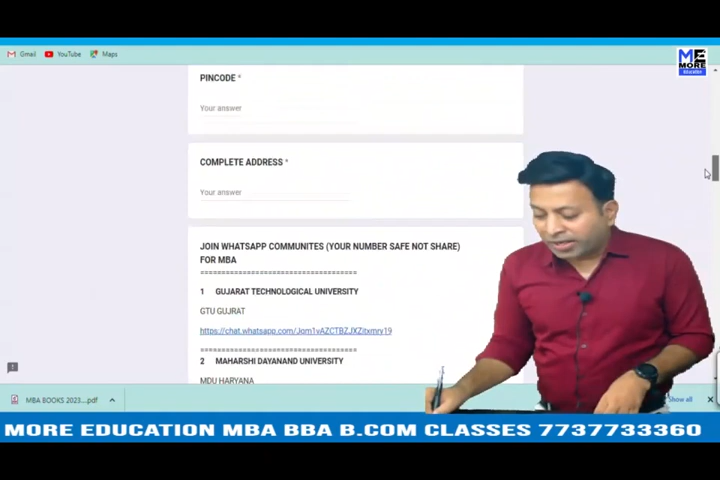 Gmail YouTube Maps
ME
MORE
Education
PINCODE *
Your answer
COMPLETE ADDRESS *
Your answer
JOIN WHATSAPP COMMUNITES (YOUR NUMBER SAFE NOT SHARE)
FOR MBA
====================================
1 GUJARAT TECHNOLOGICAL UNIVERSITY
GTU GUJRAT
https://chat.whatsapp.com/Jom1vAZCTBZJXZitxmry19
====================================
2 MAHARSHI DAYANAND UNIVERSITY
MDU HARYANA
MBA BOOKS 2023....pdf
Show all
MORE EDUCATION MBA BBA B.COM CLASSES 7737733360